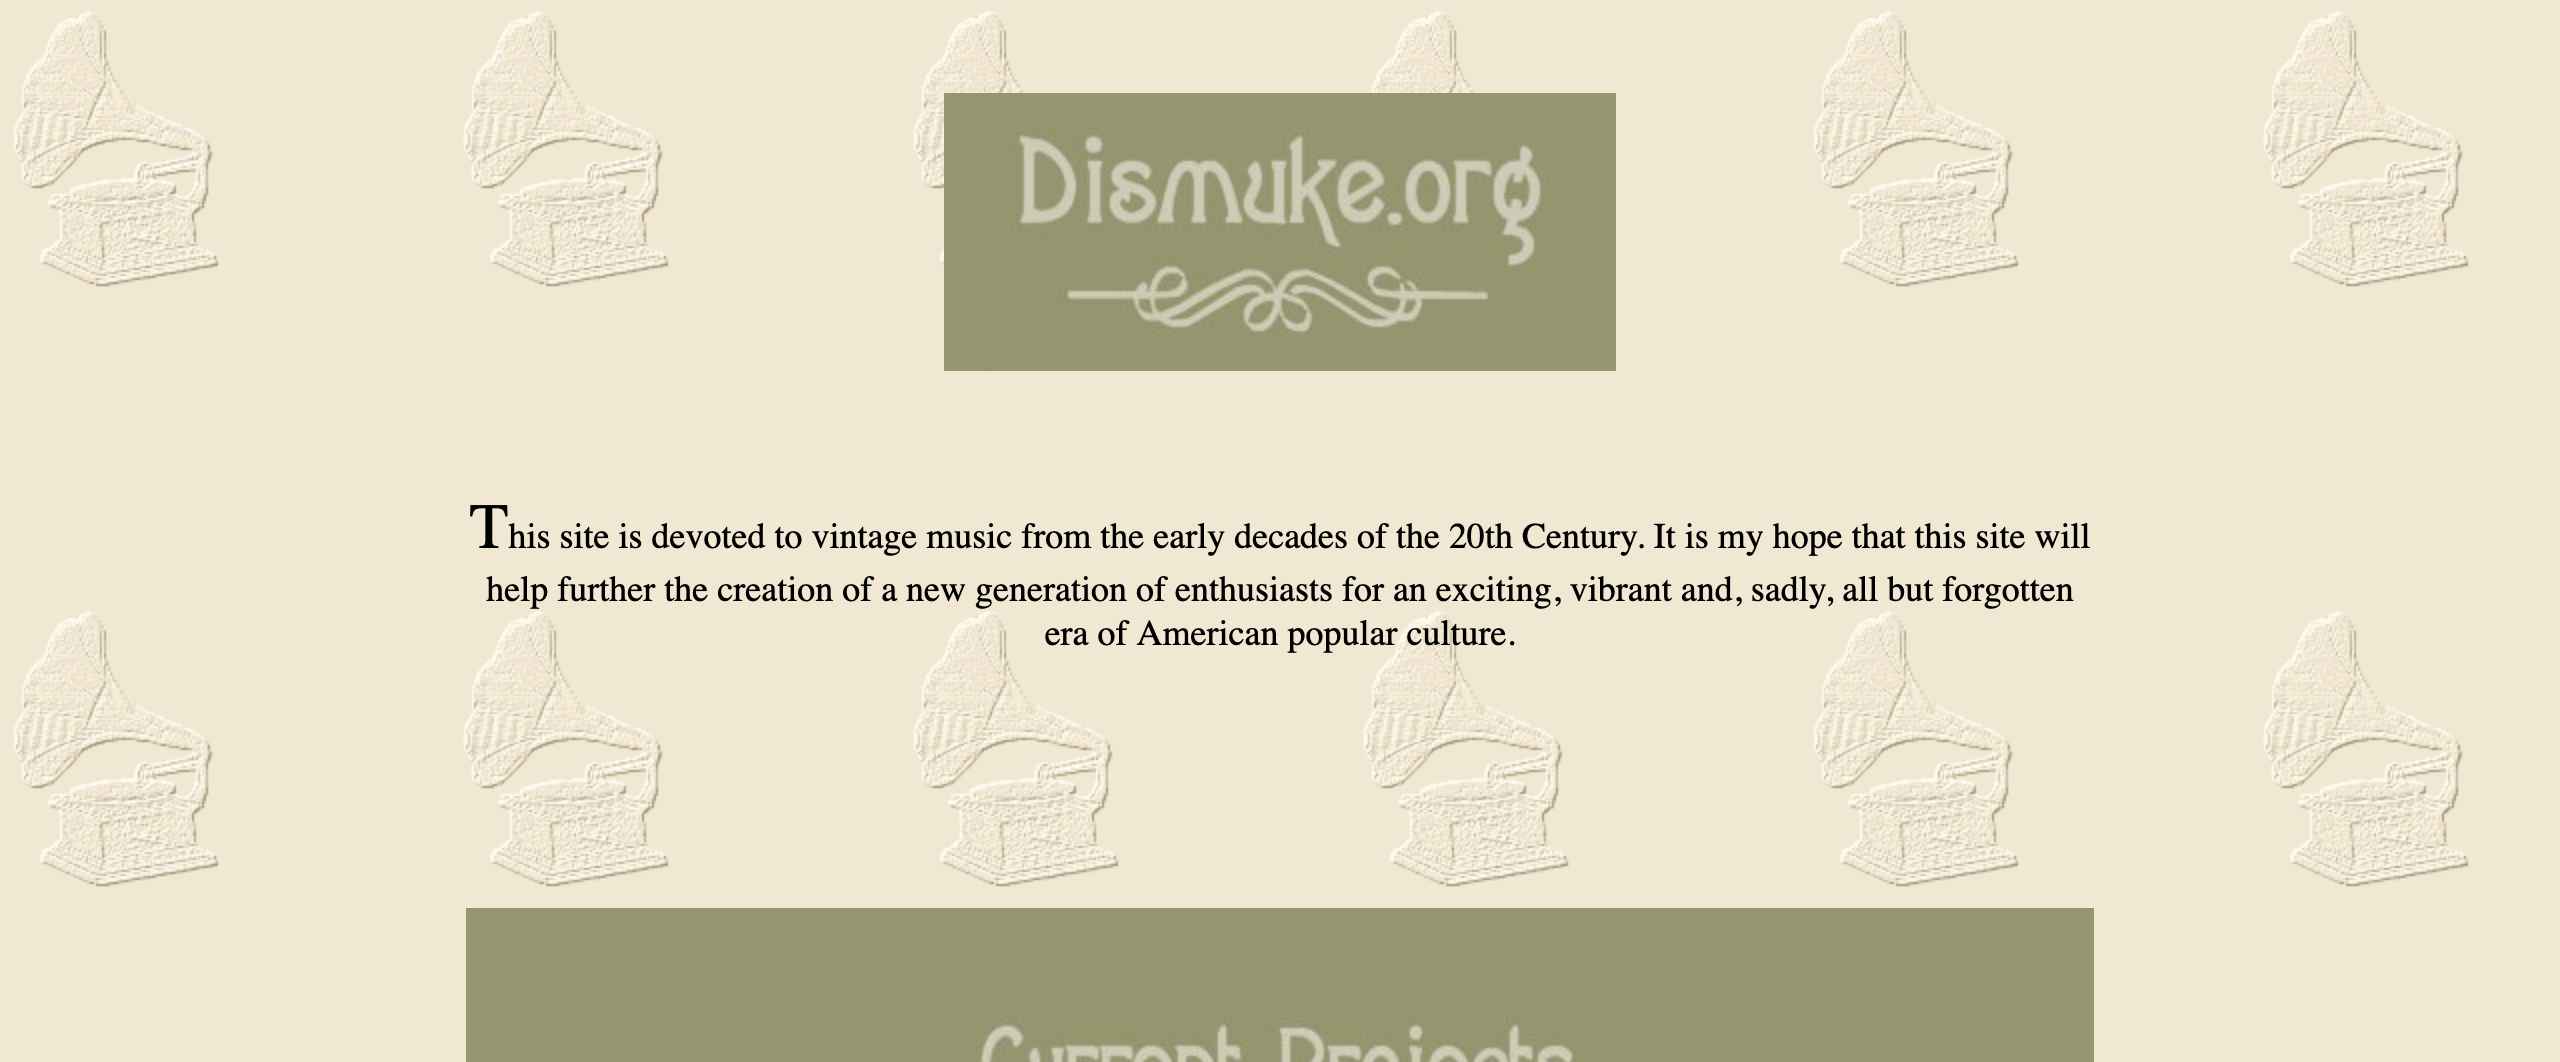 Dismuke.org
This site is devoted to vintage music from the early decades of the 20th Century. It is my hope that this site will
help further the creation of a new generation of enthusiasts for an exciting, vibrant and, sadly, all but forgotten
era of American popular culture.
Current Projects